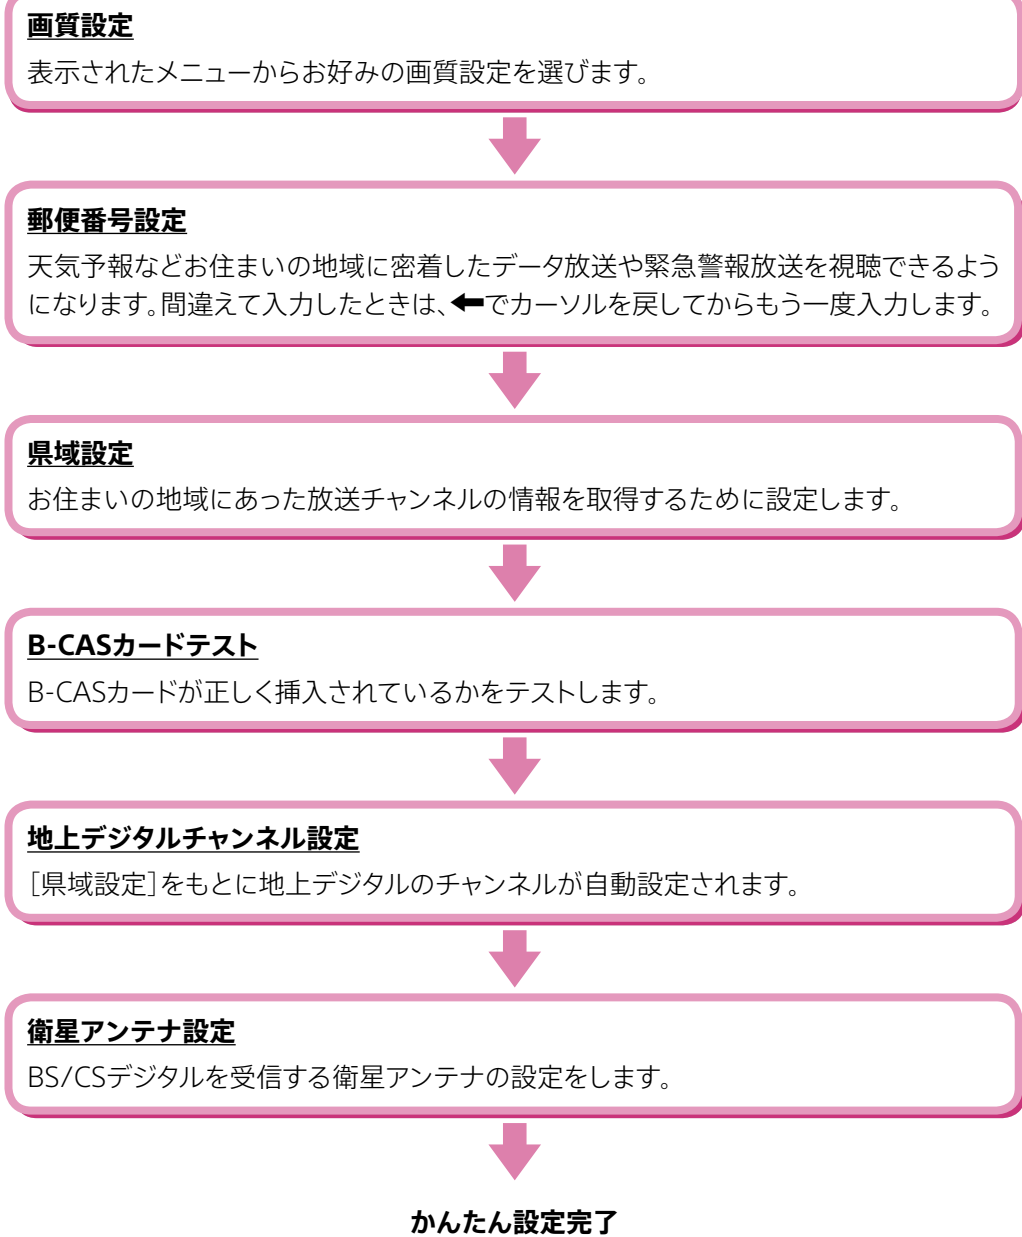 画質設定
表示されたメニューからお好みの画質設定を選びます。
郵便番号設定
天気予報などお住まいの地域に密着したデータ放送や緊急警報放送を視聴できるよう
になります。間違えて入力したときは、←でカーソルを戻してからもう一度入力します。
県域設定
お住まいの地域にあった放送チャンネルの情報を取得するために設定します。
B-CASカードテスト
B-CASカードが正しく挿入されているかをテストします。
地上デジタルチャンネル設定
[県域設定]をもとに地上デジタルのチャンネルが自動設定されます。
衛星アンテナ設定
BS/CSデジタルを受信する衛星アンテナの設定をします。
かんたん設定完了